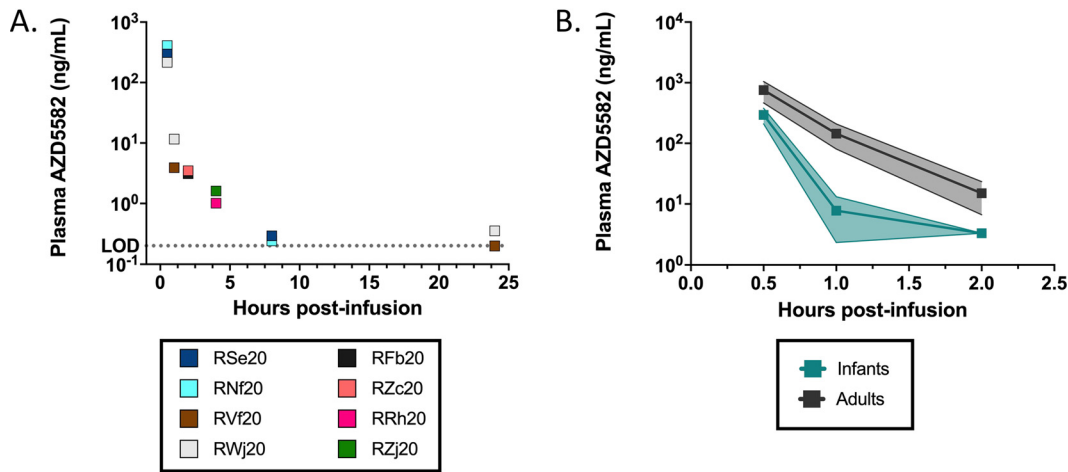 A.
Plasma AZD5582 (ng/mL)
10³
10²
10¹
10⁰
LOD
10⁻¹
0 5 10 15 20 25
Hours post-infusion
RSe20 RFb20
RNf20 RZc20
RVf20 RRh20
RWj20 RZj20
B.
Plasma AZD5582 (ng/mL)
10⁴
10³
10²
10¹
10⁰
0.0 0.5 1.0 1.5 2.0 2.5
Hours post-infusion
Infants
Adults